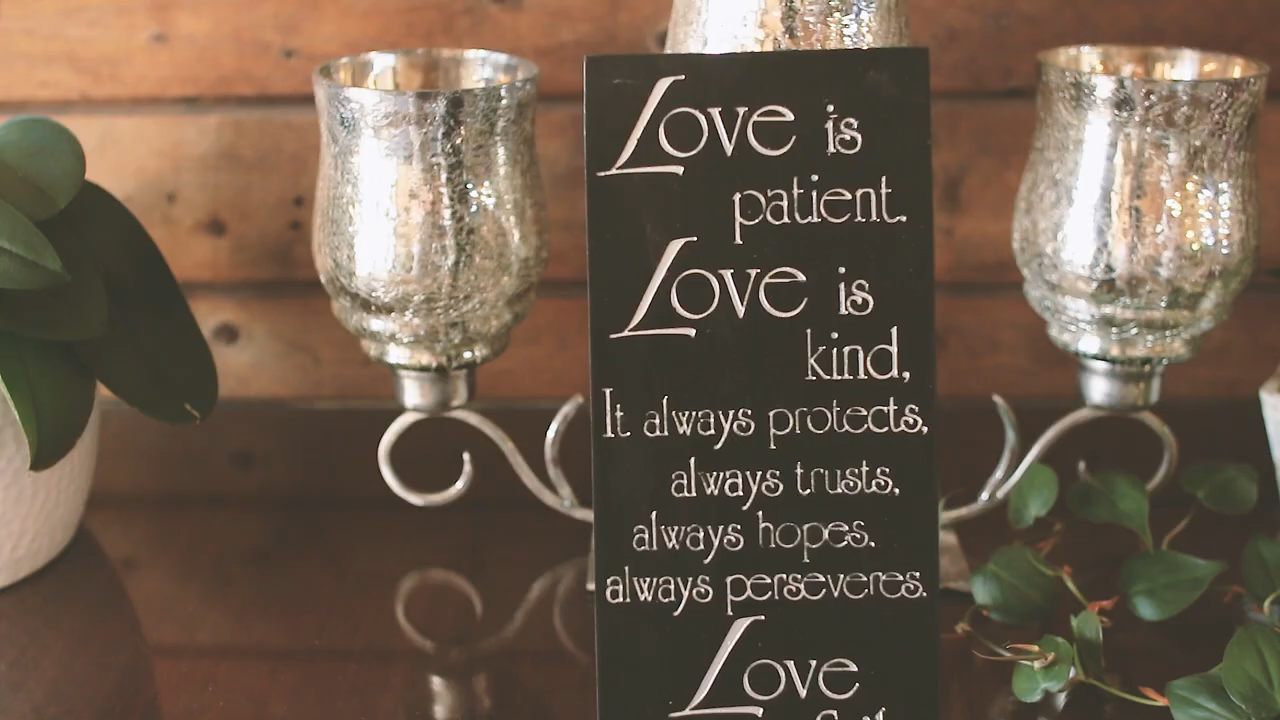 Love is
patient.
Love is
kind,
It always protects,
always trusts,
always hopes,
always perseveres.
Love